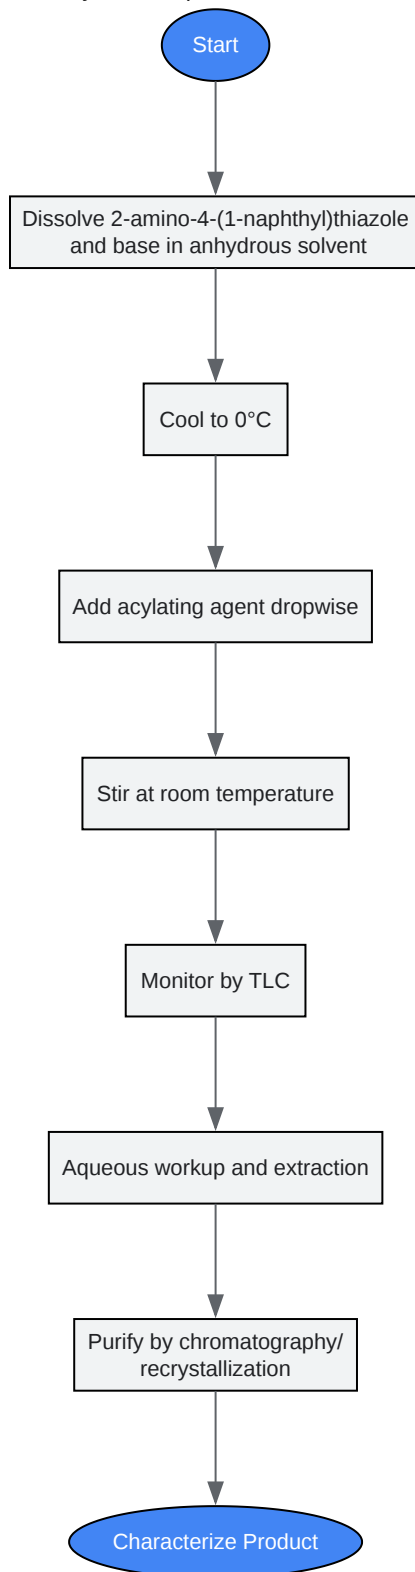 Start
Dissolve 2-amino-4-(1-naphthyl)thiazole
and base in anhydrous solvent
Cool to 0°C
Add acylating agent dropwise
Stir at room temperature
Monitor by TLC
Aqueous workup and extraction
Purify by chromatography/
recrystallization
Characterize Product